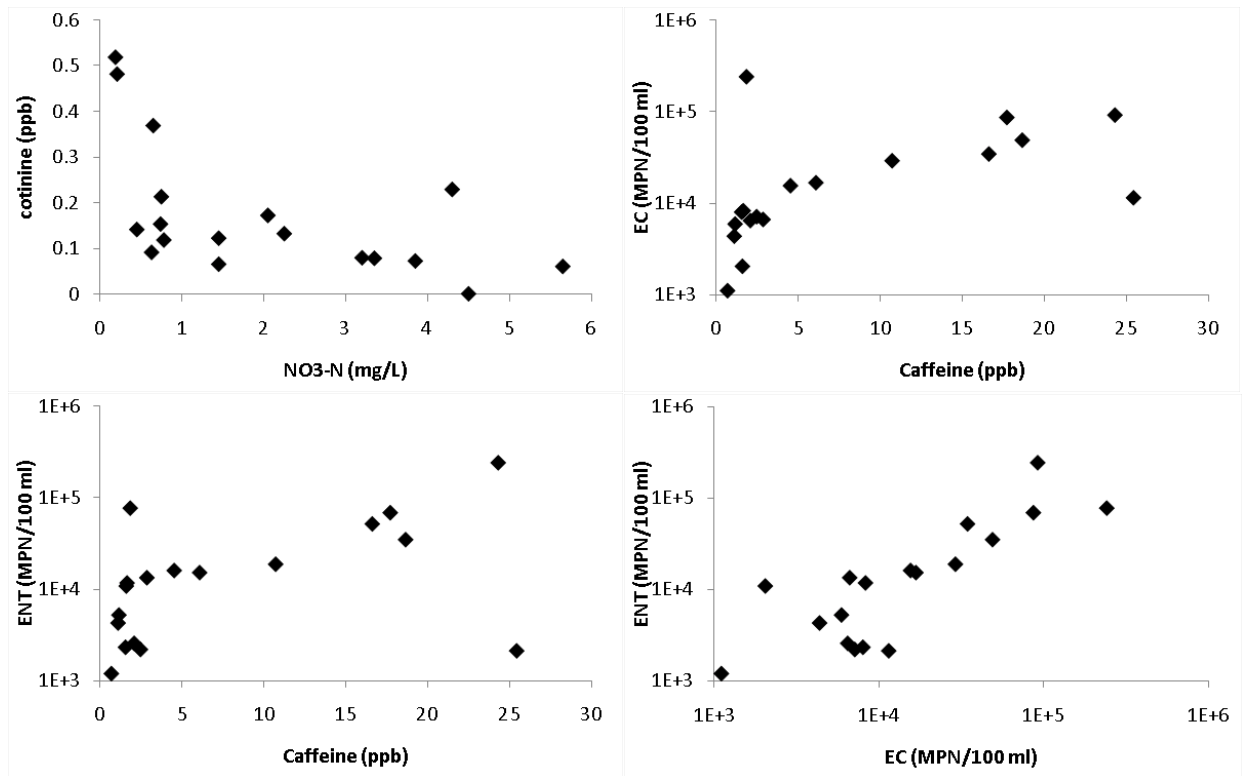 0.6
0.5
0.4
0.3
0.2
0.1
0
cotinine (ppb)
0 1 2 3 4 5 6
NO3-N (mg/L)
1E+6
1E+5
1E+4
1E+3
EC (MPN/100 ml)
0 5 10 15 20 25 30
Caffeine (ppb)
1E+6
1E+5
1E+4
1E+3
ENT (MPN/100 ml)
0 5 10 15 20 25 30
Caffeine (ppb)
1E+6
1E+5
1E+4
1E+3
ENT (MPN/100 ml)
1E+3 1E+4 1E+5 1E+6
EC (MPN/100 ml)